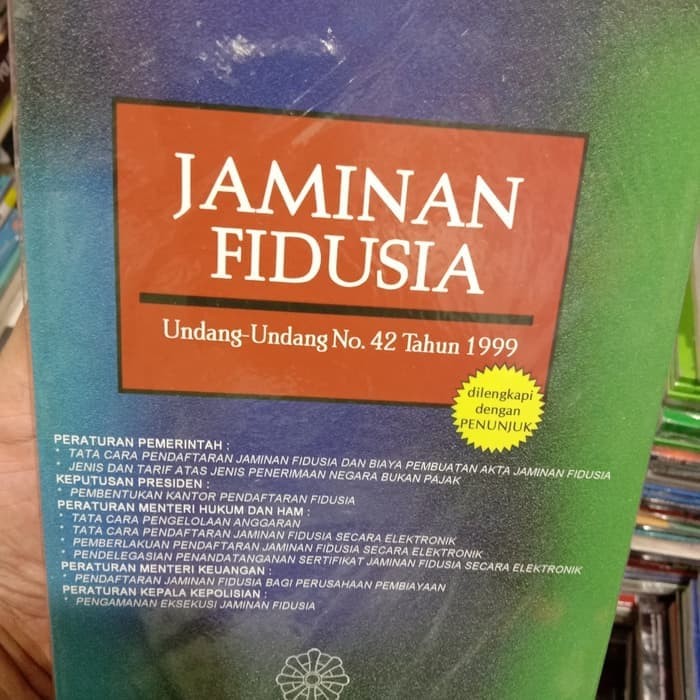 JAMINAN
FIDUSIA
Undang-Undang No. 42 Tahun 1999
dilengkapi
dengan
PENUNJUK
PERATURAN PEMERINTAH :
* TATA CARA PENDAFTARAN JAMINAN FIDUSIA DAN BIAYA PEMBUATAN AKTA JAMINAN FIDUSIA
* JENIS DAN TARIF ATAS JENIS PENERIMAAN NEGARA BUKAN PAJAK
KEPUTUSAN PRESIDEN :
* PEMBENTUKAN KANTOR PENDAFTARAN FIDUSIA
PERATURAN MENTERI HUKUM DAN HAM :
* TATA CARA PENGELOLAAN ANGGARAN
* TATA CARA PENDAFTARAN JAMINAN FIDUSIA SECARA ELEKTRONIK
* PEMBERLAKUAN PENDAFTARAN JAMINAN FIDUSIA SECARA ELEKTRONIK
* PENDELEGASIAN PENANDATANGANAN SERTIFIKAT JAMINAN FIDUSIA SECARA ELEKTRONIK
PERATURAN MENTERI KEUANGAN :
* PENDAFTARAN JAMINAN FIDUSIA BAGI PERUSAHAAN PEMBIAYAAN
PERATURAN KEPALA KEPOLISIAN :
* PENGAMANAN EKSEKUSI JAMINAN FIDUSIA